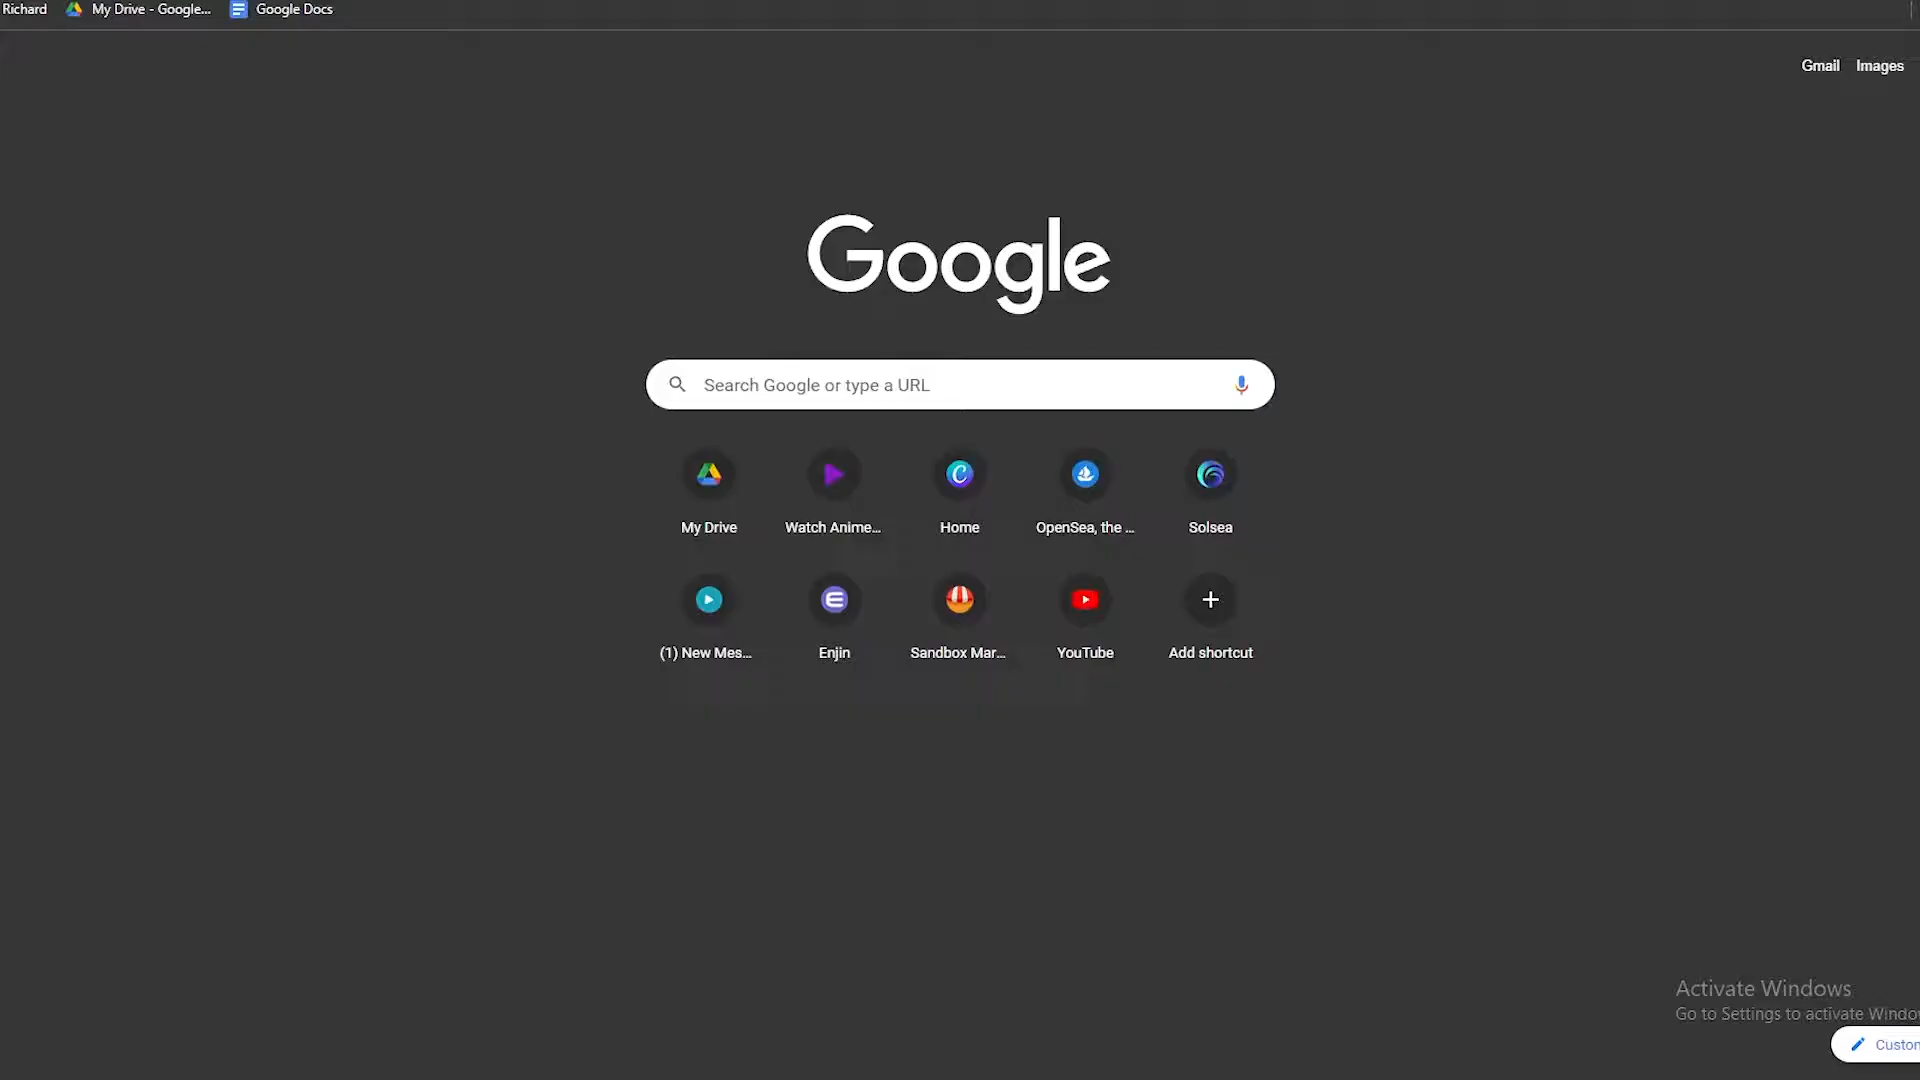 Richard My Drive - Google... Google Docs
Gmail Images
Google
Search Google or type a URL
My Drive Watch Anime... Home OpenSea, the ... Solsea
(1) New Mes... Enjin Sandbox Mar... YouTube Add shortcut
Activate Windows
Go to Settings to activate Windo
Custom